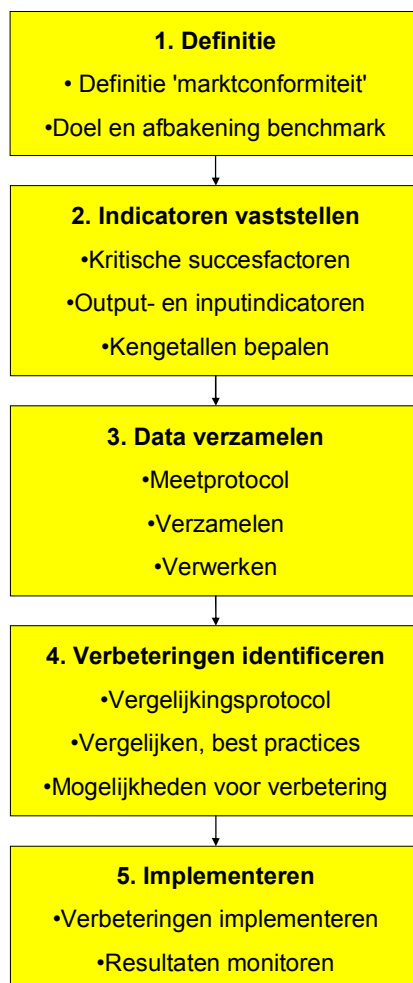 1. Definitie
• Definitie 'marktconformiteit'
•Doel en afbakening benchmark
2. Indicatoren vaststellen
•Kritische succesfactoren
•Output- en inputindicatoren
•Kengetallen bepalen
3. Data verzamelen
•Meetprotocol
•Verzamelen
•Verwerken
4. Verbeteringen identificeren
•Vergelijkingsprotocol
•Vergelijken, best practices
•Mogelijkheden voor verbetering
5. Implementeren
•Verbeteringen implementeren
•Resultaten monitoren